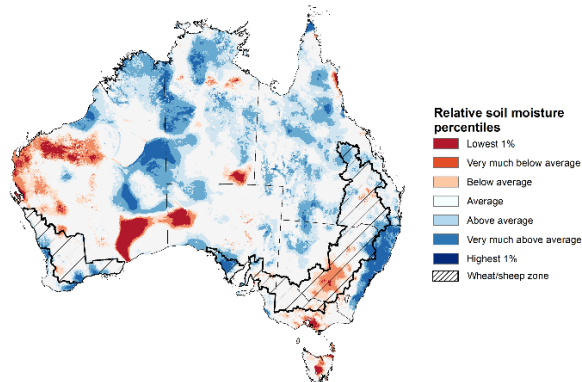 Relative soil moisture
percentiles
Lowest 1%
Very much below average
Below average
Average
Above average
Very much above average
Highest 1%
Wheat/sheep zone